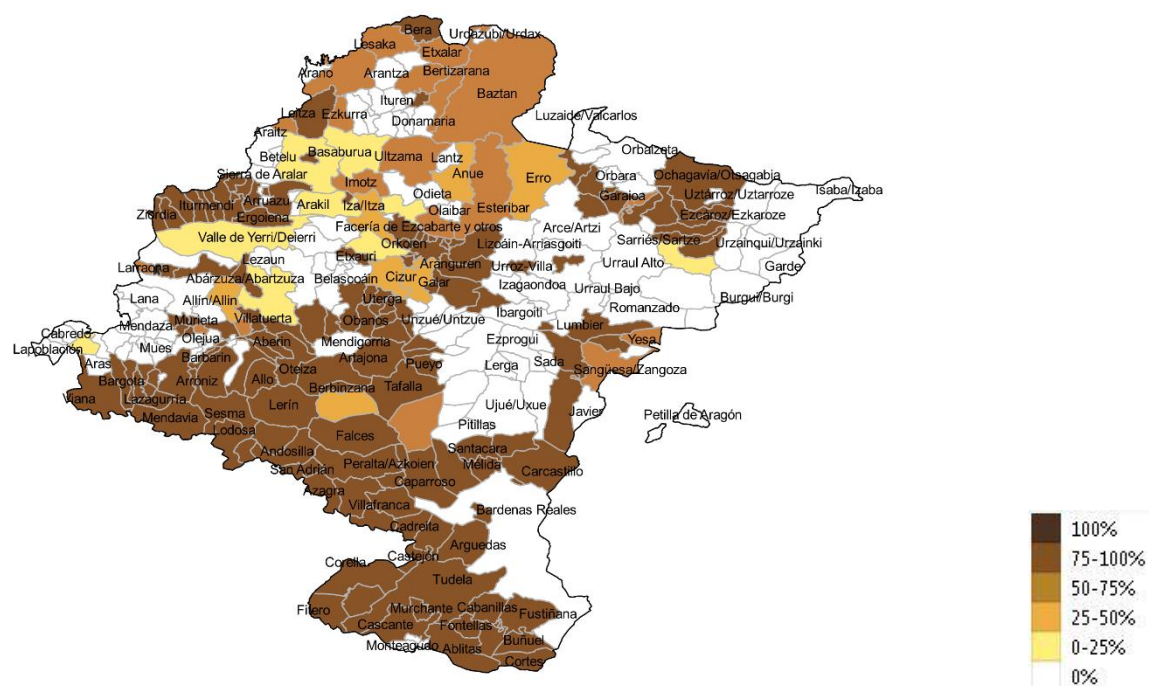 Bera
Urdazubi/Urdax
Lesaka
Etxalar
Arano
Arantza
Bertizarana
Baztan
Ituren
Leitza
Ezkurra
Donamaria
Luzaide/Valcarlos
Araitz
Basaburua
Betelu
Ultzama
Lantz
Orbaizeta
Sierra de Aralar
Anue
Erro
Orbara
Ochagavía/Otsagabia
Imotz
Garaioa
Uztárroz/Uztarroze
Isaba/Izaba
Iturmendi
Arruazu
Arakil
Iza/Itza
Odieta
Olaibar
Esteribar
Ziordia
Ergoiena
Ezcároz/Ezkaroze
Facería de Ezcabarte y otros
Arce/Artzi
Valle de Yerri/Deierri
Orkoien
Lizoáin-Arriasgoiti
Sarriés/Sartze
Urzainqui/Urzainki
Lezaun
Etxauri
Larraona
Aranguren
Urroz-Villa
Urraul Alto
Garde
Abárzuza/Abartzuza
Belascoáin
Cizur
Galar
Izagaondoa
Urraul Bajo
Lana
Allín/Allin
Uterga
Burgui/Burgi
Romanzado
Ibargoiti
Mendaza
Murieta
Villatuerta
Obanos
Unzué/Untzue
Lumbier
Cabredo
Olejua
Aberin
Mendigorria
Ezprogui
Yesa
Lapoblación
Mues
Barbarin
Artajona
Aras
Oteiza
Pueyo
Lerga
Sada
Sangüesa/Zangoza
Bargota
Arróniz
Allo
Berbinzana
Tafalla
Viana
Lazagurría
Lerín
Ujué/Uxue
Javier
Mendavia
Sesma
Pitillas
Petilla de Aragón
Lodosa
Falces
Andosilla
Santacara
San Adrián
Peralta/Azkoien
Mélida
Carcastillo
Azagra
Caparroso
Villafranca
Bardenas Reales
Cadreita
Arguedas
Corella
Castejón
Tudela
Fitero
Murchante
Cabanillas
Fustiñana
Cascante
Fontellas
Monteagudo
Ablitas
Buñuel
Cortes
100%
75-100%
50-75%
25-50%
0-25%
0%